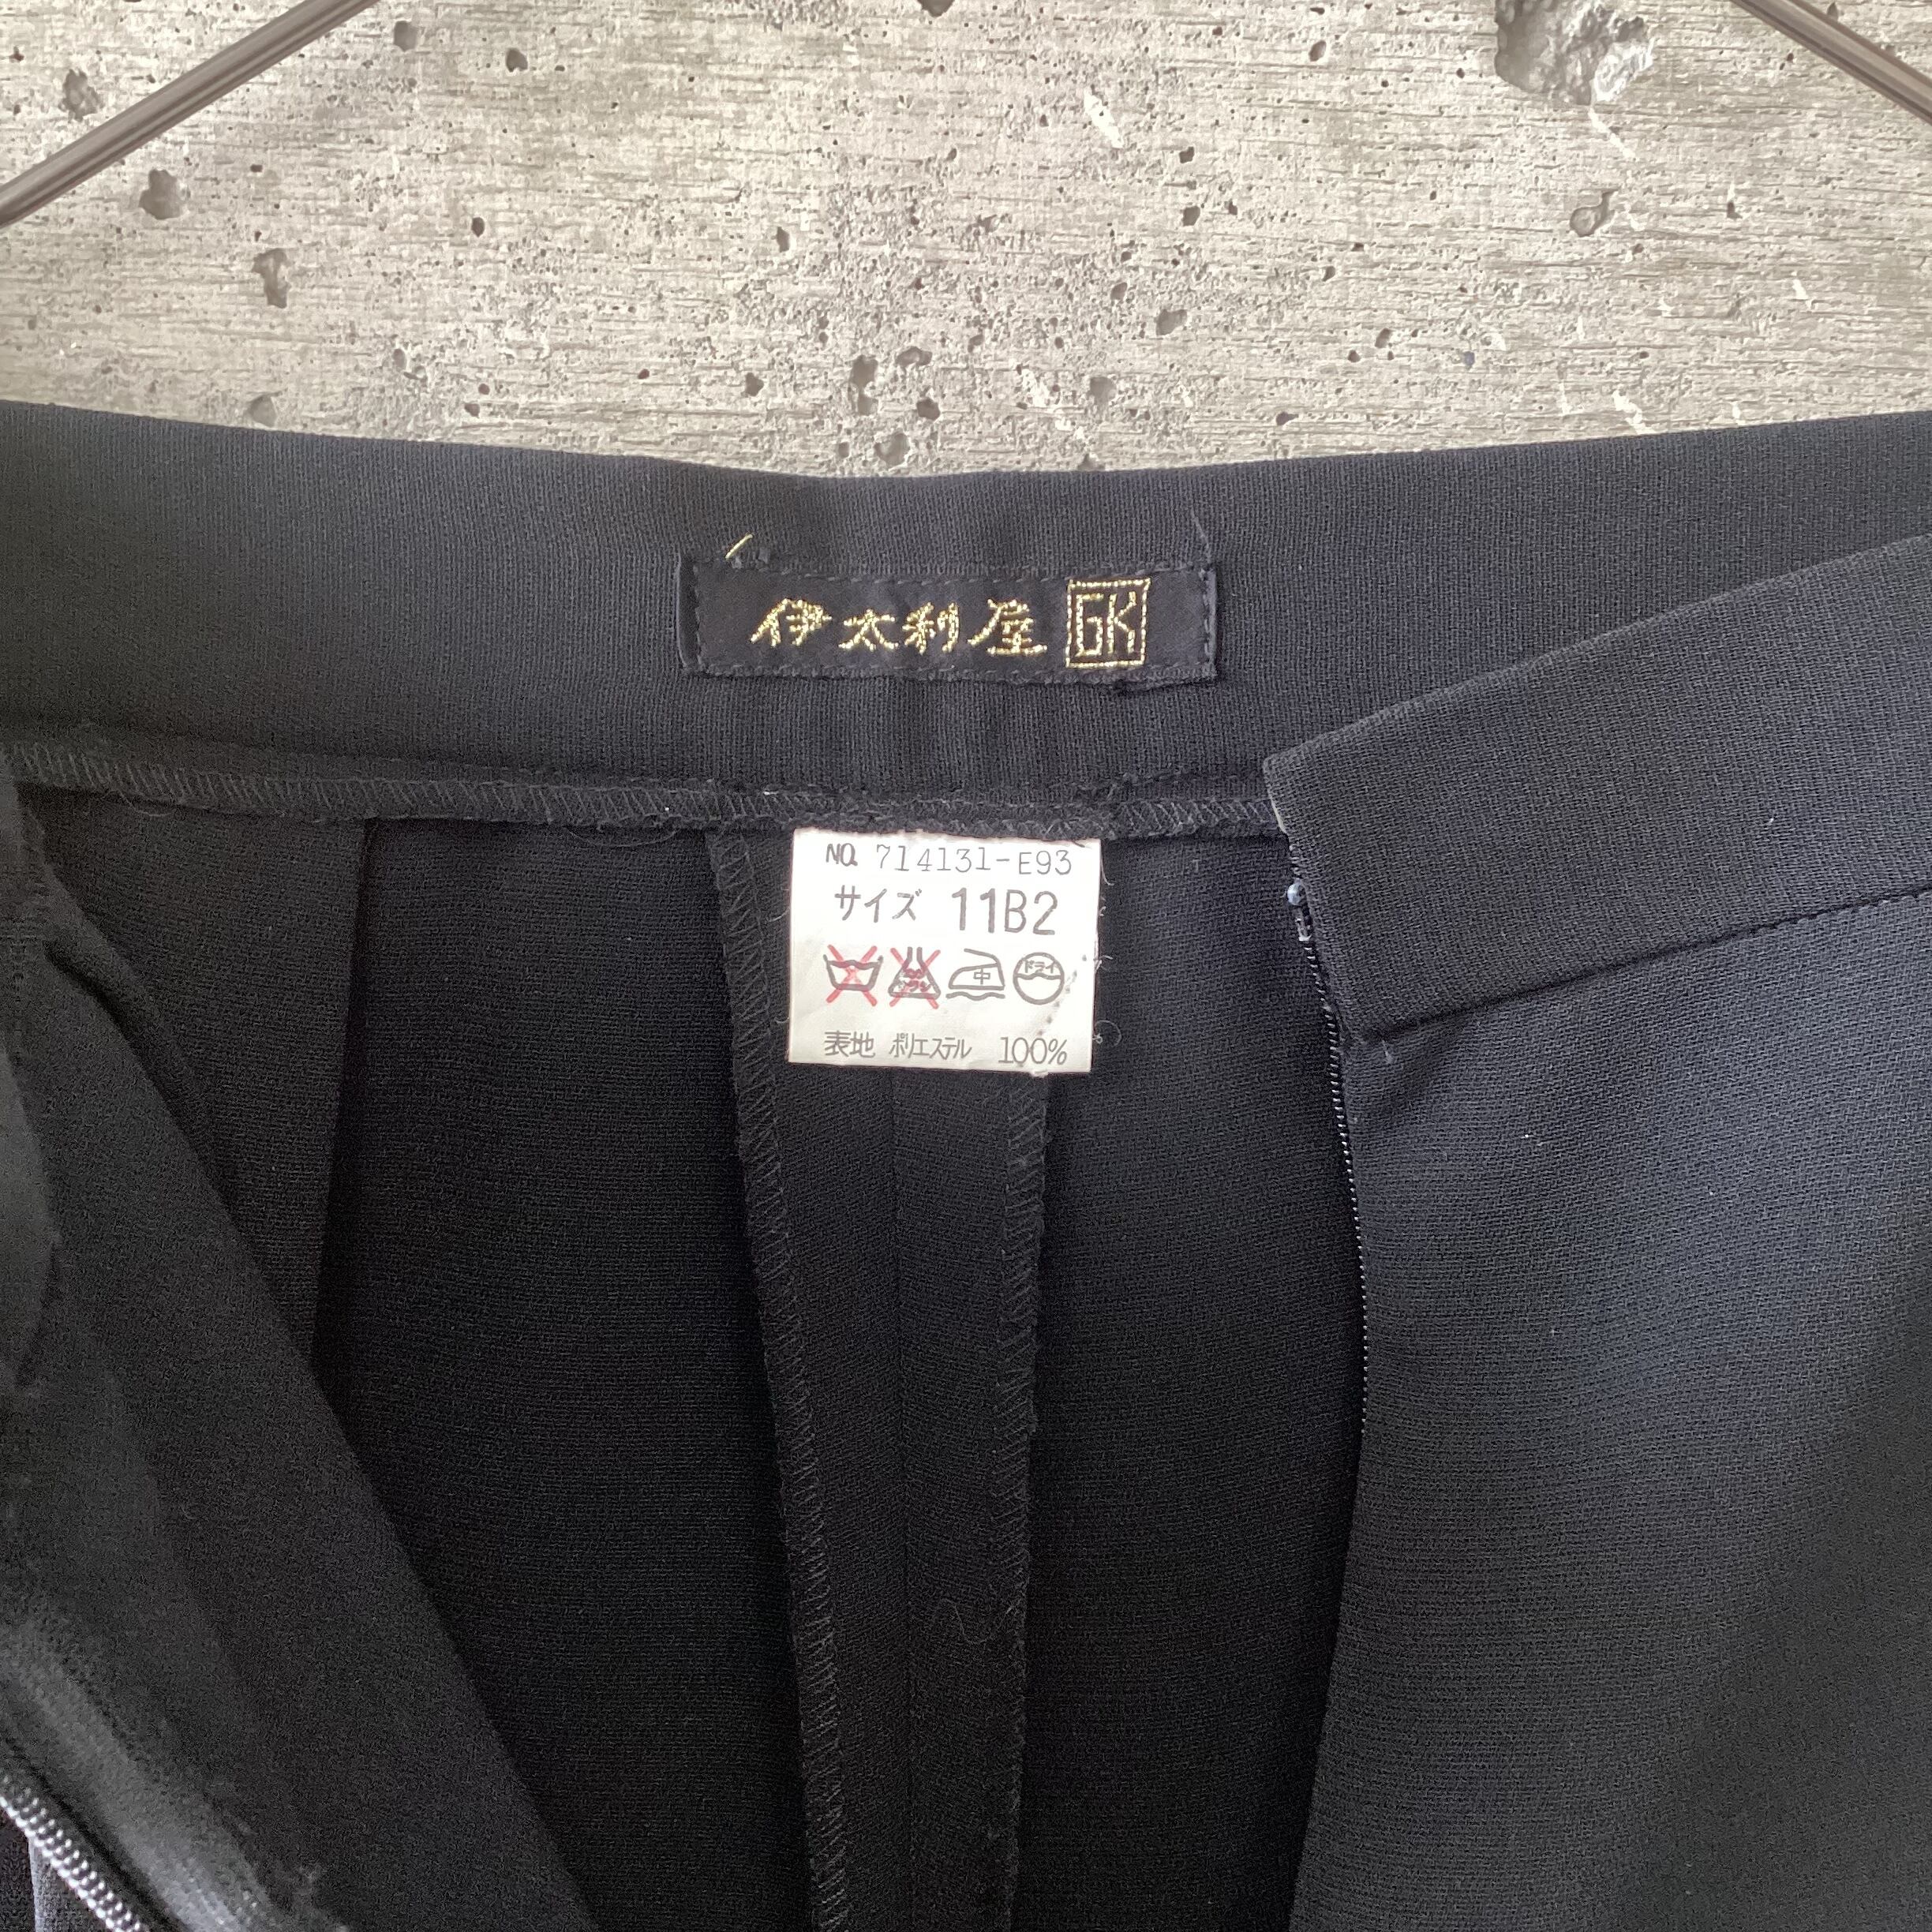 伊太利屋 GK
NO. 714131-E93
サイズ 11B2
中 ドライ
表地 ポリエステル 100%